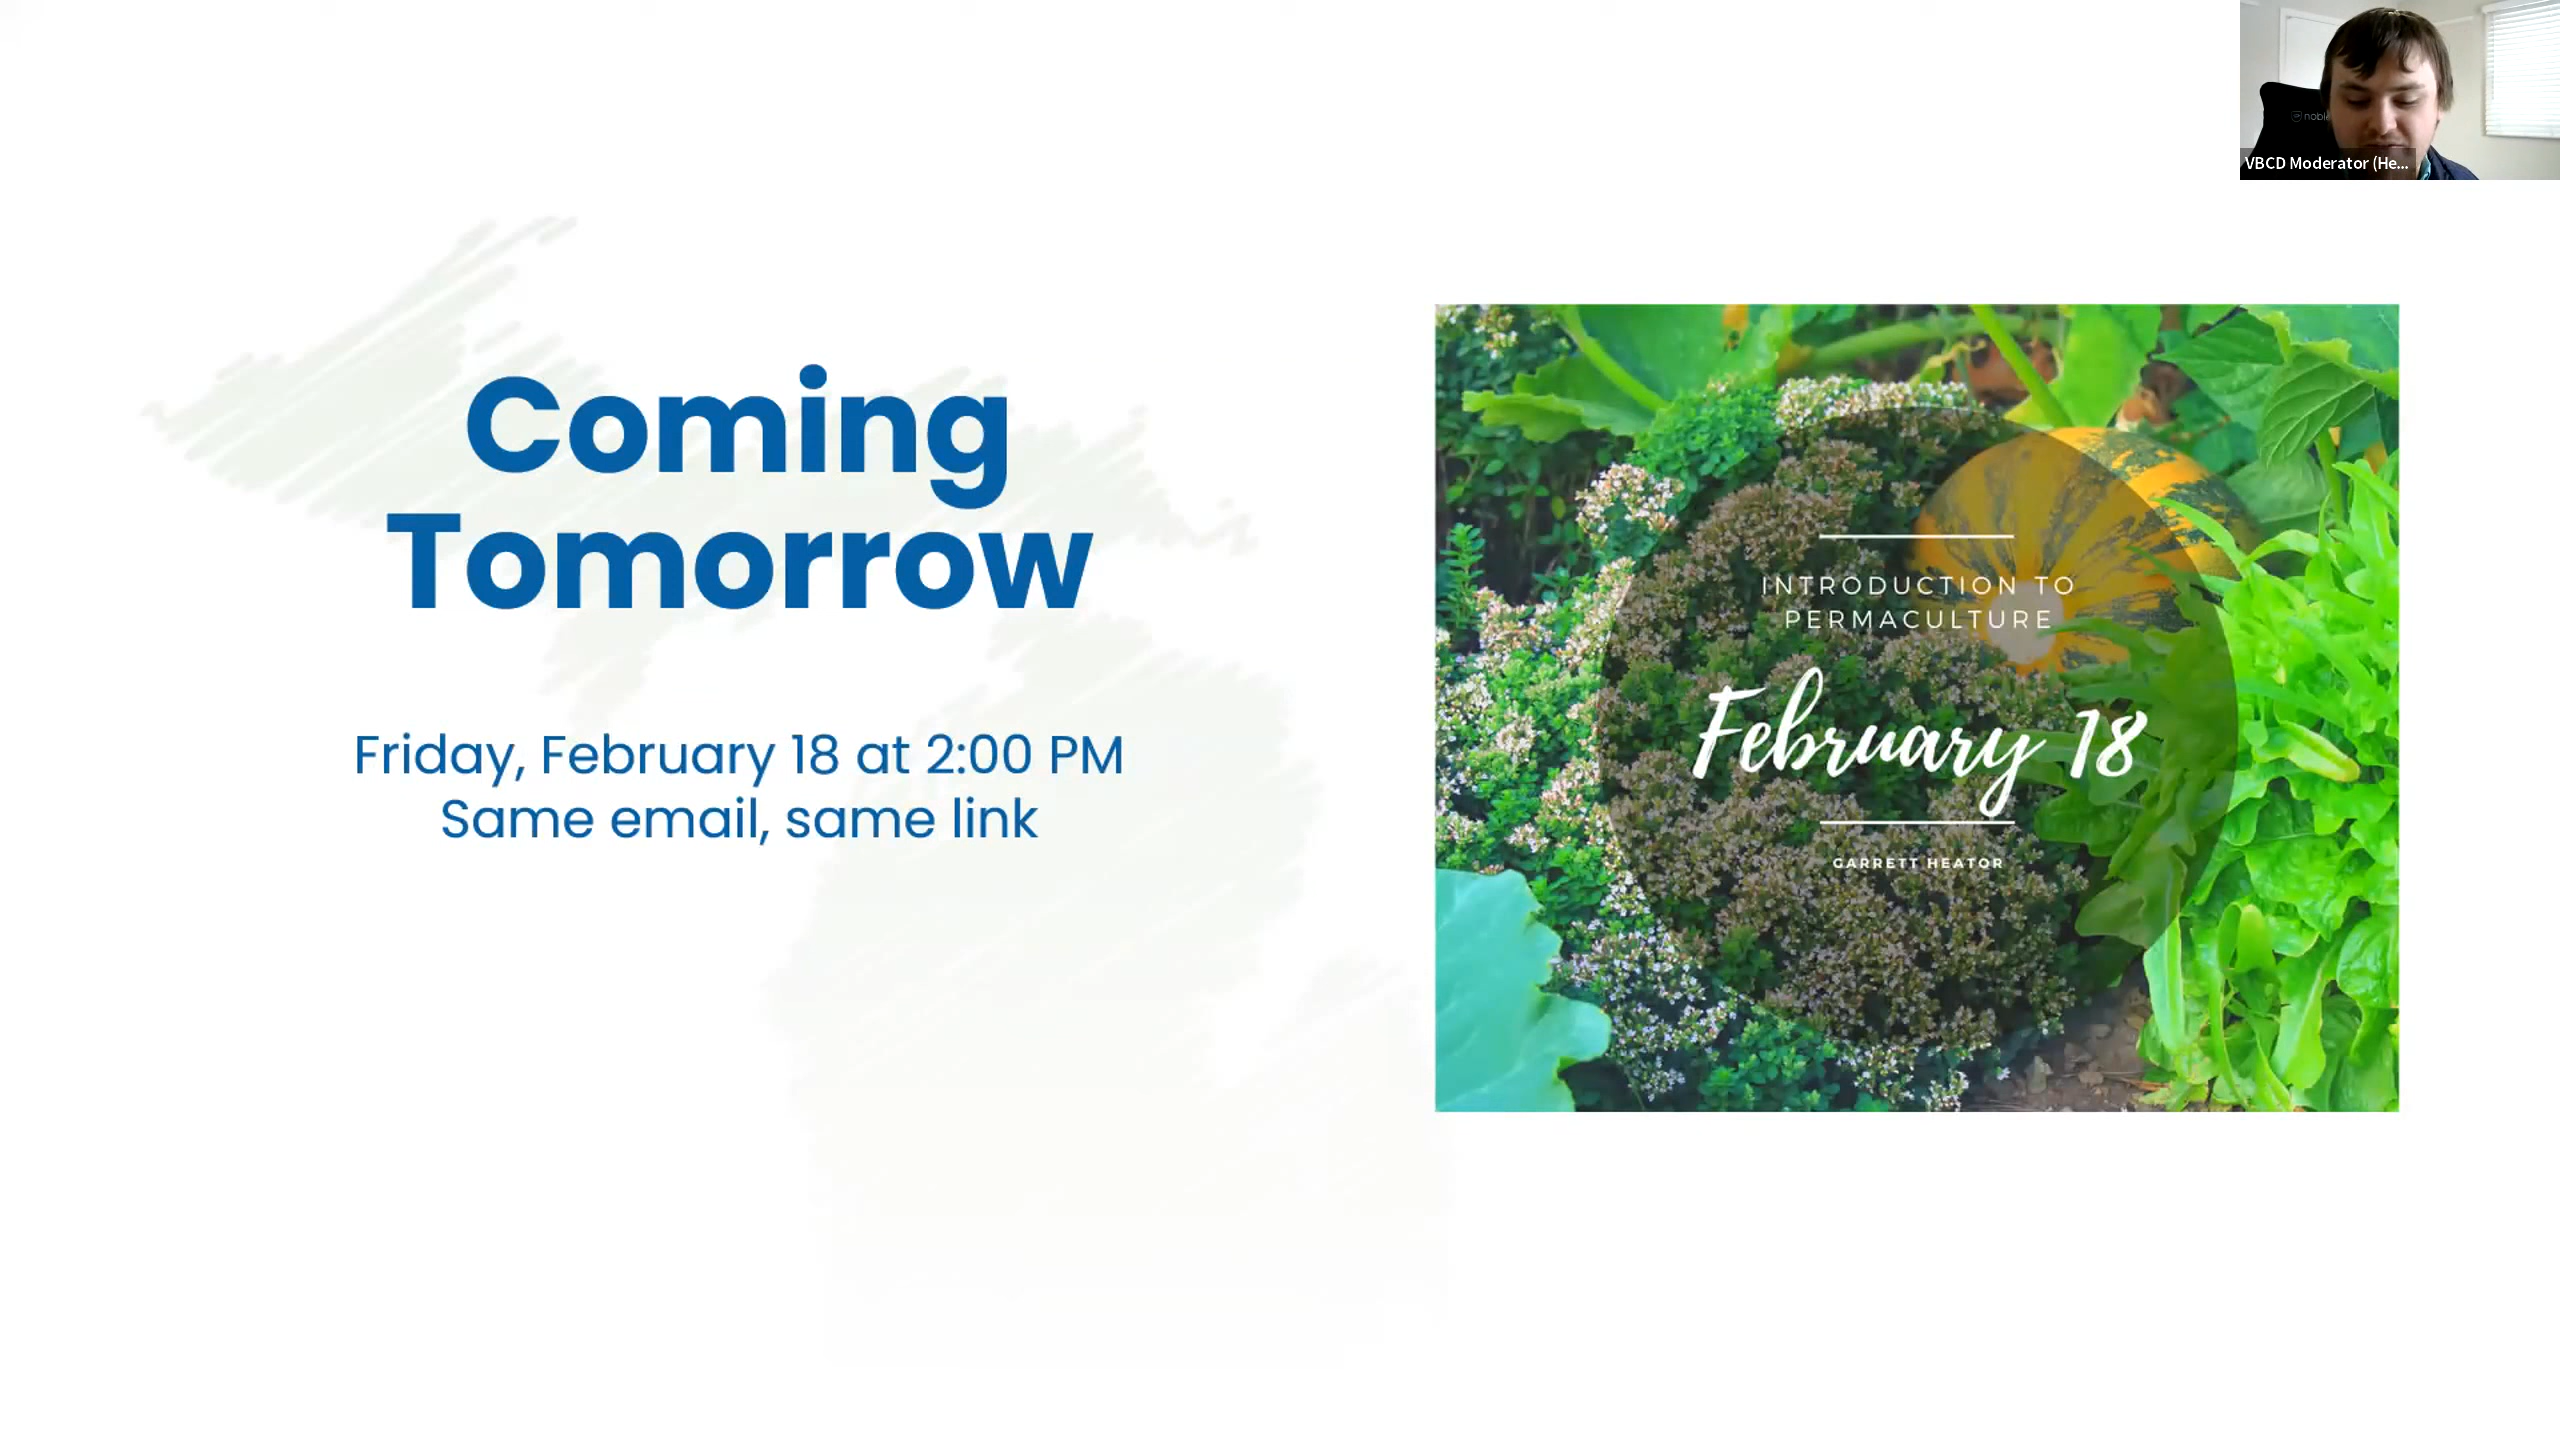 Coming
Tomorrow
Friday, February 18 at 2:00 PM
Same email, same link
INTRODUCTION TO
PERMACULTURE
February 18
GARRETT HEATOR
VBCD Moderator (He...